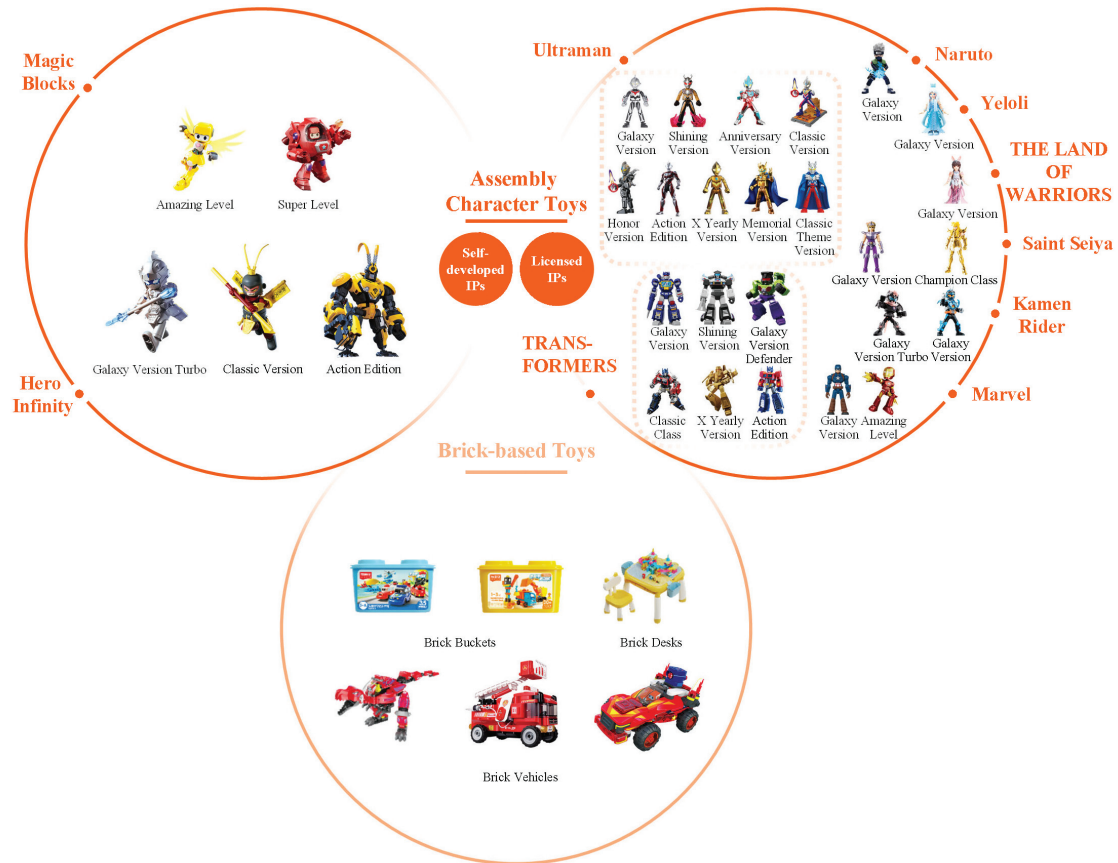 Magic
Blocks
Amazing Level
Super Level
Galaxy Version Turbo
Classic Version
Action Edition
Hero
Infinity
Assembly
Character Toys
Self-
developed
IPs
Licensed
IPs
Ultraman
Galaxy
Version
Shining
Version
Anniversary
Version
Classic
Version
Honor
Version
Action
Edition
X Yearly
Version
Memorial
Version
Classic
Theme
Version
TRANS-
FORMERS
Galaxy
Version
Shining
Version
Galaxy
Version
Defender
Classic
Class
X Yearly
Version
Action
Edition
Naruto
Galaxy
Version
Yeloli
Galaxy Version
THE LAND
OF
WARRIORS
Galaxy Version
Saint Seiya
Galaxy Version
Champion Class
Kamen
Rider
Galaxy
Version Turbo
Galaxy
Version
Marvel
Galaxy
Version
Amazing
Level
Brick-based Toys
Brick Buckets
Brick Desks
Brick Vehicles